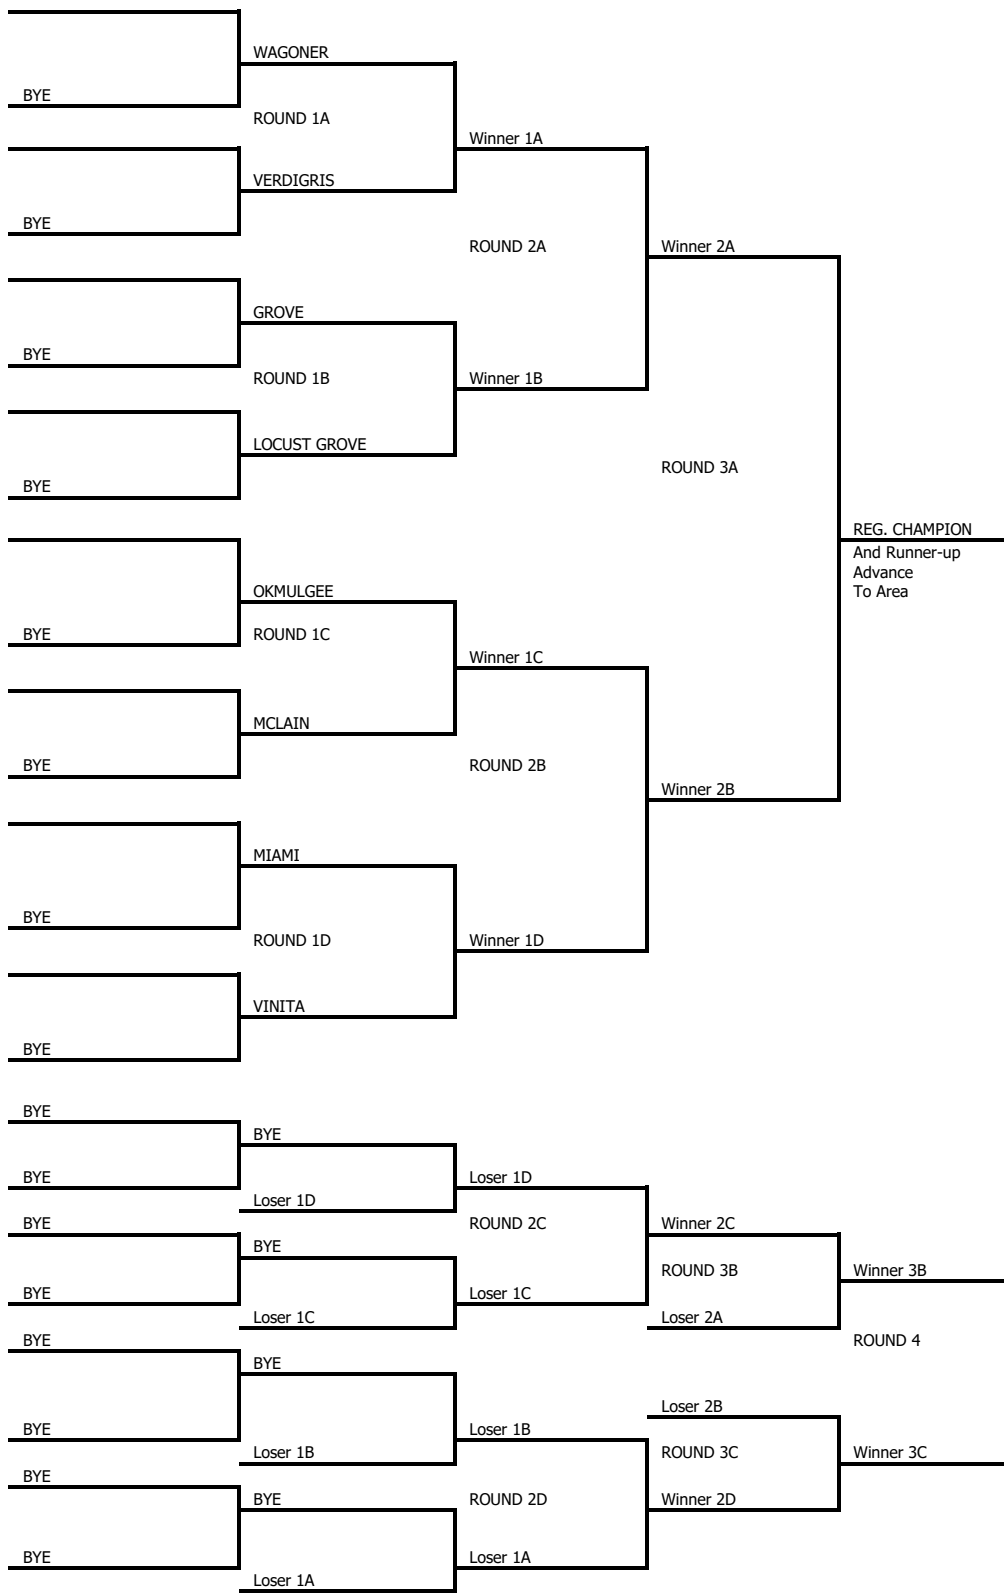 WAGONER
BYE
ROUND 1A
Winner 1A
VERDIGRIS
BYE
ROUND 2A
Winner 2A
GROVE
BYE
ROUND 1B
Winner 1B
LOCUST GROVE
ROUND 3A
BYE
REG. CHAMPION
And Runner-up
Advance
To Area
OKMULGEE
BYE
ROUND 1C
Winner 1C
MCLAIN
BYE
ROUND 2B
Winner 2B
MIAMI
BYE
ROUND 1D
Winner 1D
VINITA
BYE
BYE
BYE
BYE
Loser 1D
Loser 1D
BYE
ROUND 2C
Winner 2C
BYE
ROUND 3B
Winner 3B
BYE
Loser 1C
Loser 1C
Loser 2A
BYE
ROUND 4
BYE
Loser 2B
BYE
Loser 1B
Loser 1B
ROUND 3C
Winner 3C
BYE
BYE
ROUND 2D
Winner 2D
BYE
Loser 1A
Loser 1A